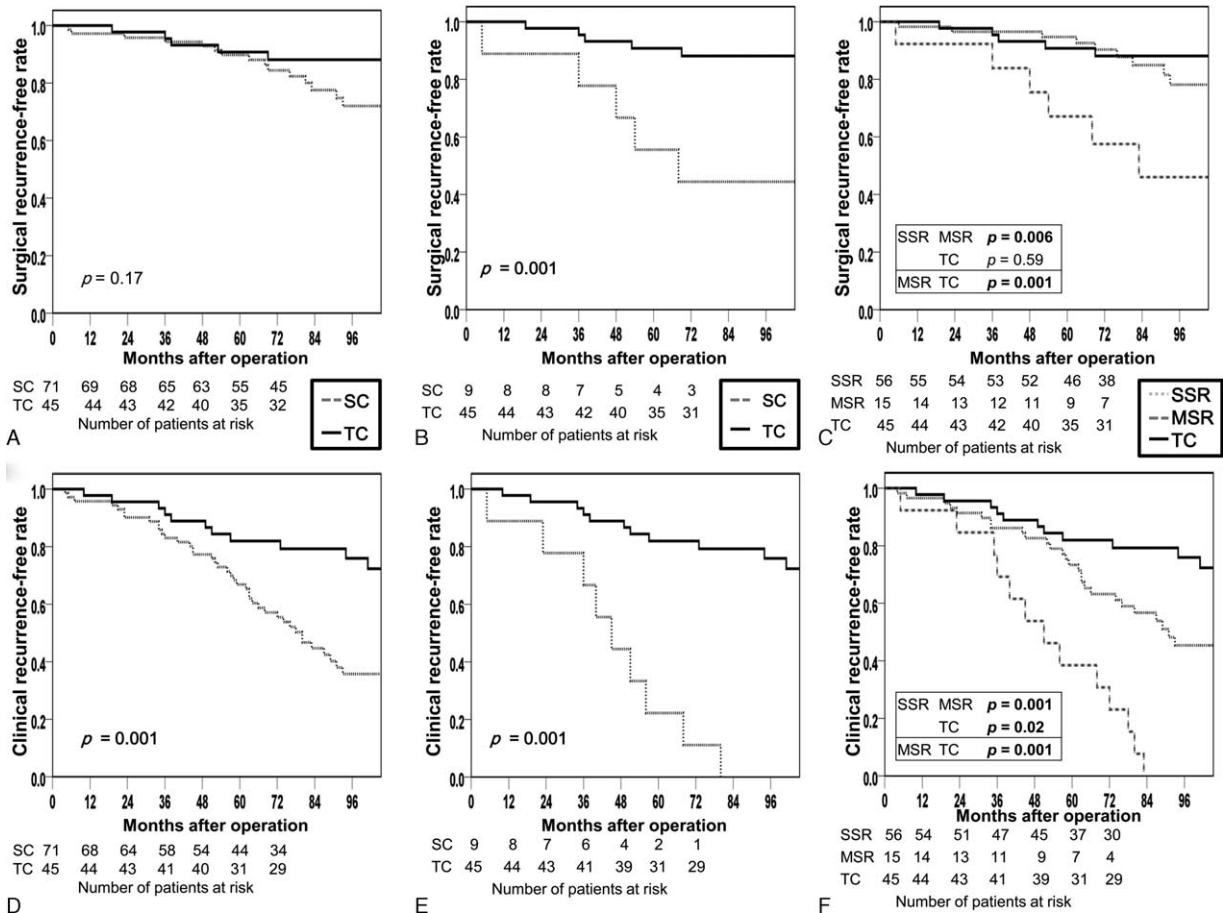 Surgical recurrence-free rate
1.0
0.8
0.6
0.4
0.2
0.0
p = 0.17
0 12 24 36 48 60 72 84 96
Months after operation
SC 71 69 68 65 63 55 45
TC 45 44 43 42 40 35 32
Number of patients at risk
SC
TC
A
Surgical recurrence-free rate
1.0
0.8
0.6
0.4
0.2
0.0
p = 0.001
0 12 24 36 48 60 72 84 96
Months after operation
SC 9 8 8 7 5 4 3
TC 45 44 43 42 40 35 31
Number of patients at risk
SC
TC
B
Surgical recurrence-free rate
1.0
0.8
0.6
0.4
0.2
0.0
SSR MSR p = 0.006
TC p = 0.59
MSR TC p = 0.001
0 12 24 36 48 60 72 84 96
Months after operation
SSR 56 55 54 53 52 46 38
MSR 15 14 13 12 11 9 7
TC 45 44 43 42 40 35 31
Number of patients at risk
SSR
MSR
TC
C
Clinical recurrence-free rate
1.0
0.8
0.6
0.4
0.2
0.0
p = 0.001
0 12 24 36 48 60 72 84 96
Months after operation
SC 71 68 64 58 54 44 34
TC 45 44 43 41 40 31 29
Number of patients at risk
D
Clinical recurrence-free rate
1.0
0.8
0.6
0.4
0.2
0.0
p = 0.001
0 12 24 36 48 60 72 84 96
Months after operation
SC 9 8 7 6 4 2 1
TC 45 44 43 41 39 31 29
Number of patients at risk
E
Clinical recurrence-free rate
1.0
0.8
0.6
0.4
0.2
0.0
SSR MSR p = 0.001
TC p = 0.02
MSR TC p = 0.001
0 12 24 36 48 60 72 84 96
Months after operation
SSR 56 54 51 47 45 37 30
MSR 15 14 13 11 9 7 4
TC 45 44 43 41 39 31 29
Number of patients at risk
F